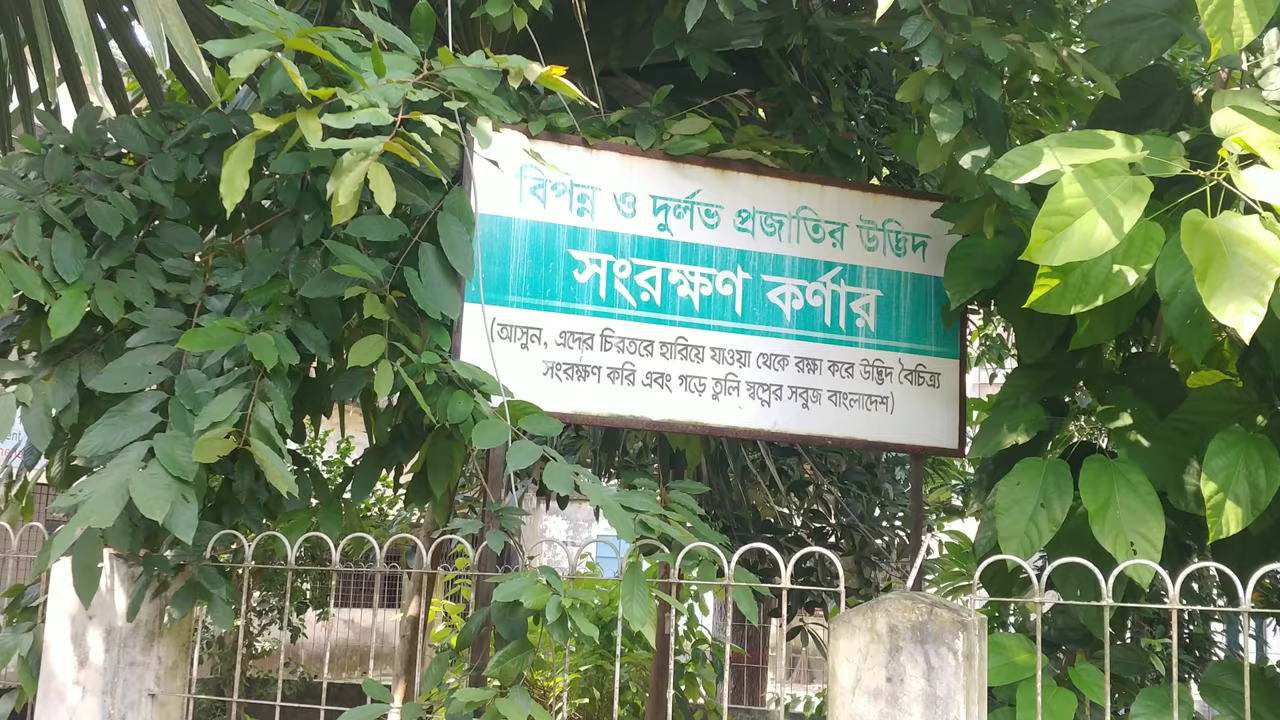 বিপন্ন ও দুর্লভ প্রজাতির উদ্ভিদ
সংরক্ষণ কর্ণার
(আসুন, এদের চিরতরে হারিয়ে যাওয়া থেকে রক্ষা করে উদ্ভিদ বৈচিত্র্য
সংরক্ষণ করি এবং গড়ে তুলি স্বপ্নের সবুজ বাংলাদেশ)